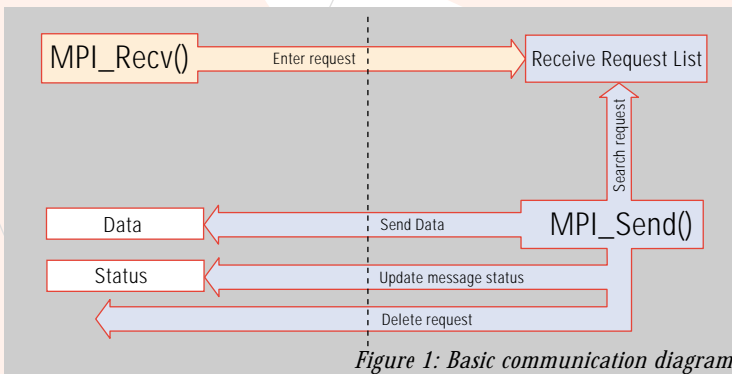 MPI_Recv()
Enter request
Receive Request List
Search request
Data
Send Data
MPI_Send()
Status
Update message status
Delete request
Figure 1: Basic communication diagram